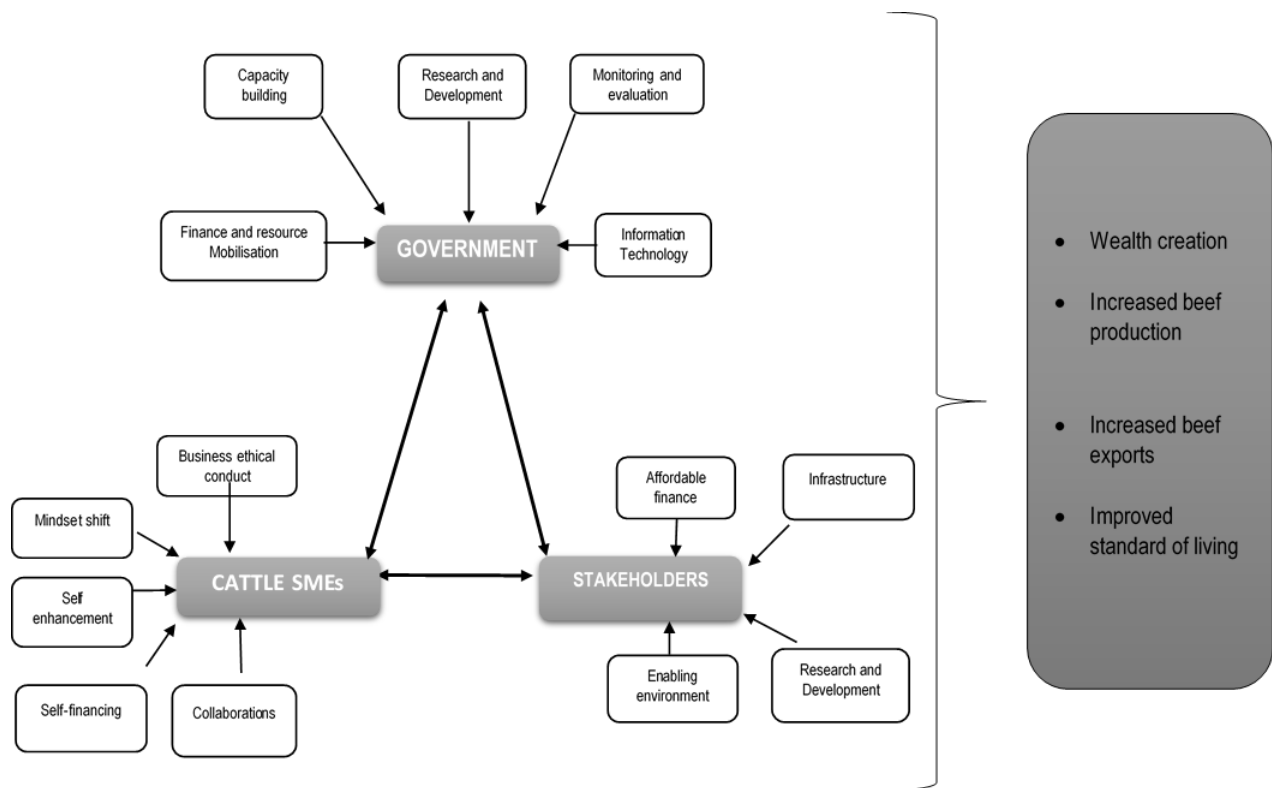 Capacity
building
Research and
Development
Monitoring and
evaluation
Finance and resource
Mobilisation
GOVERNMENT
Information
Technology
Business ethical
conduct
Mindset shift
CATTLE SMEs
Self
enhancement
Self-financing
Collaborations
Affordable
finance
Infrastructure
STAKEHOLDERS
Enabling
environment
Research and
Development
• Wealth creation
• Increased beef
production
• Increased beef
exports
• Improved
standard of living